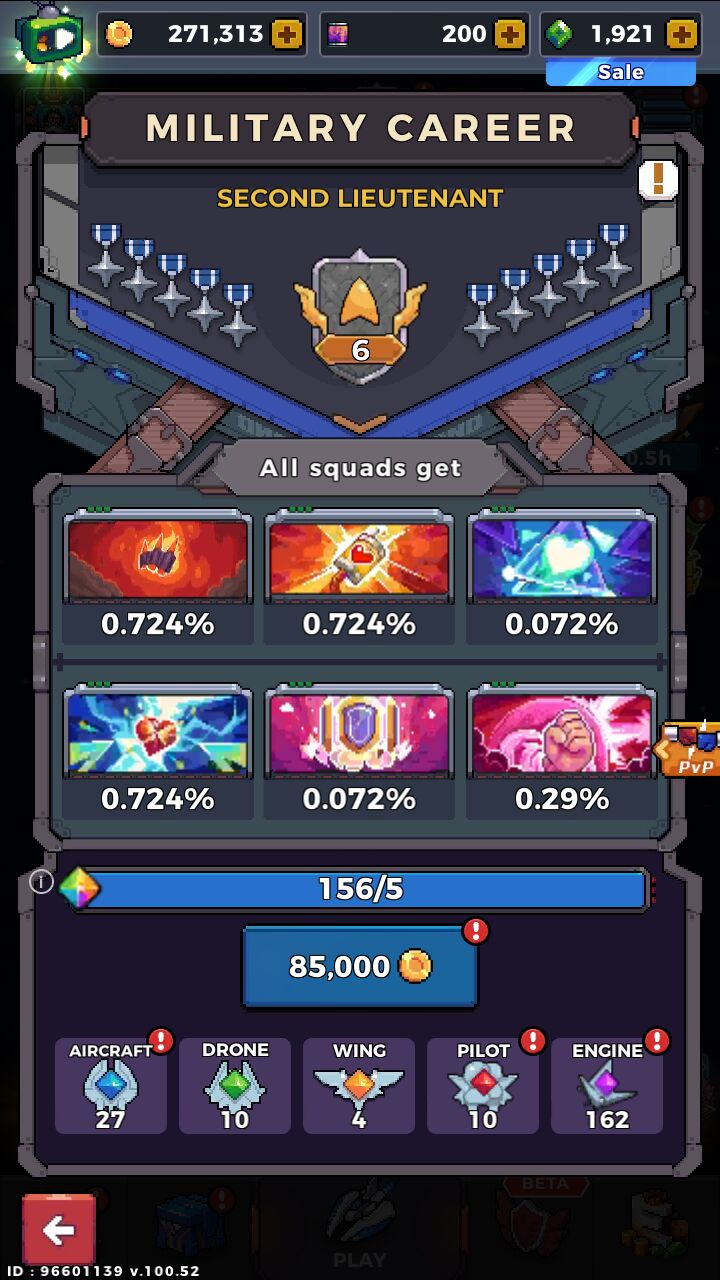 271,313
200
1,921
Sale
MILITARY CAREER
SECOND LIEUTENANT
6
0.5h
All squads get
0.724%
0.724%
0.072%
0.724%
0.072%
0.29%
PvP
156/5
85,000
AIRCRAFT
DRONE
WING
PILOT
ENGINE
27
10
4
10
162
BETA
PLAY
ID : 96601139 v.100.52